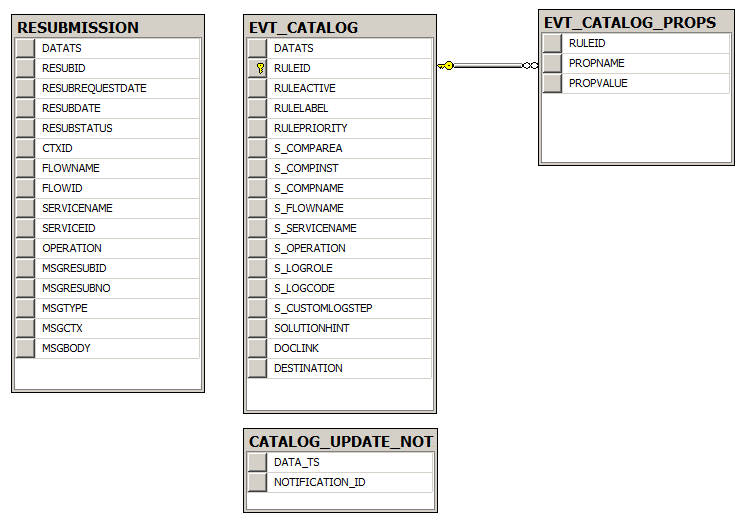 RESUBMISSION
DATATS
RESUBID
RESUBREQUESTDATE
RESUBDATE
RESUBSTATUS
CTXID
FLOWNAME
FLOWID
SERVICENAME
SERVICEID
OPERATION
MSGRESUBID
MSGRESUBNO
MSGTYPE
MSGCTX
MSGBODY
EVT_CATALOG
DATATS
RULEID
RULEACTIVE
RULELABEL
RULEPRIORITY
S_COMPAREA
S_COMPINST
S_COMPNAME
S_FLOWNAME
S_SERVICENAME
S_OPERATION
S_LOGROLE
S_LOGCODE
S_CUSTOMLOGSTEP
SOLUTIONHINT
DOCLINK
DESTINATION
EVT_CATALOG_PROPS
RULEID
PROPNAME
PROPVALUE
CATALOG_UPDATE_NOT
DATA_TS
NOTIFICATION_ID